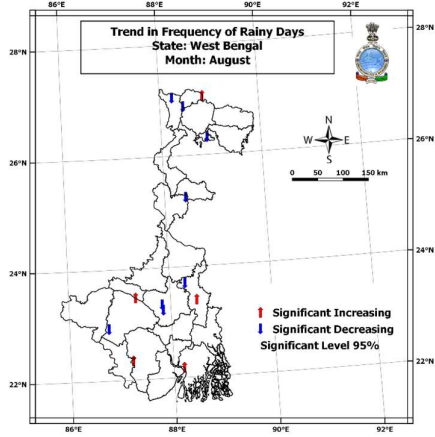 86°E 88°E 90°E 92°E
Trend in Frequency of Rainy Days
State: West Bengal
Month: August
28°N 28°N
N
W E
S
26°N 26°N
0 50 100 150 km
24°N 24°N
Significant Increasing
Significant Decreasing
Significant Level 95%
22°N 22°N
86°E 88°E 90°E 92°E